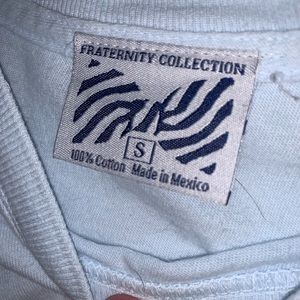 FRATERNITY COLLECTION
S
100% Cotton Made in Mexico